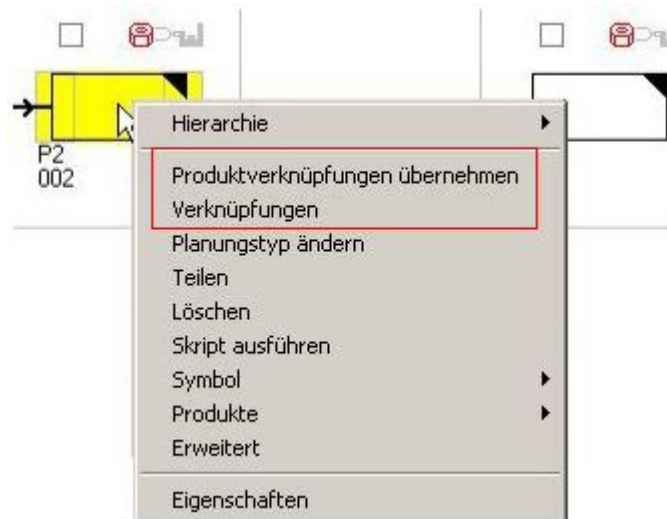 P2
002
Hierarchie
Produktverknüpfungen übernehmen
Verknüpfungen
Planungstyp ändern
Teilen
Löschen
Skript ausführen
Symbol
Produkte
Erweitert
Eigenschaften